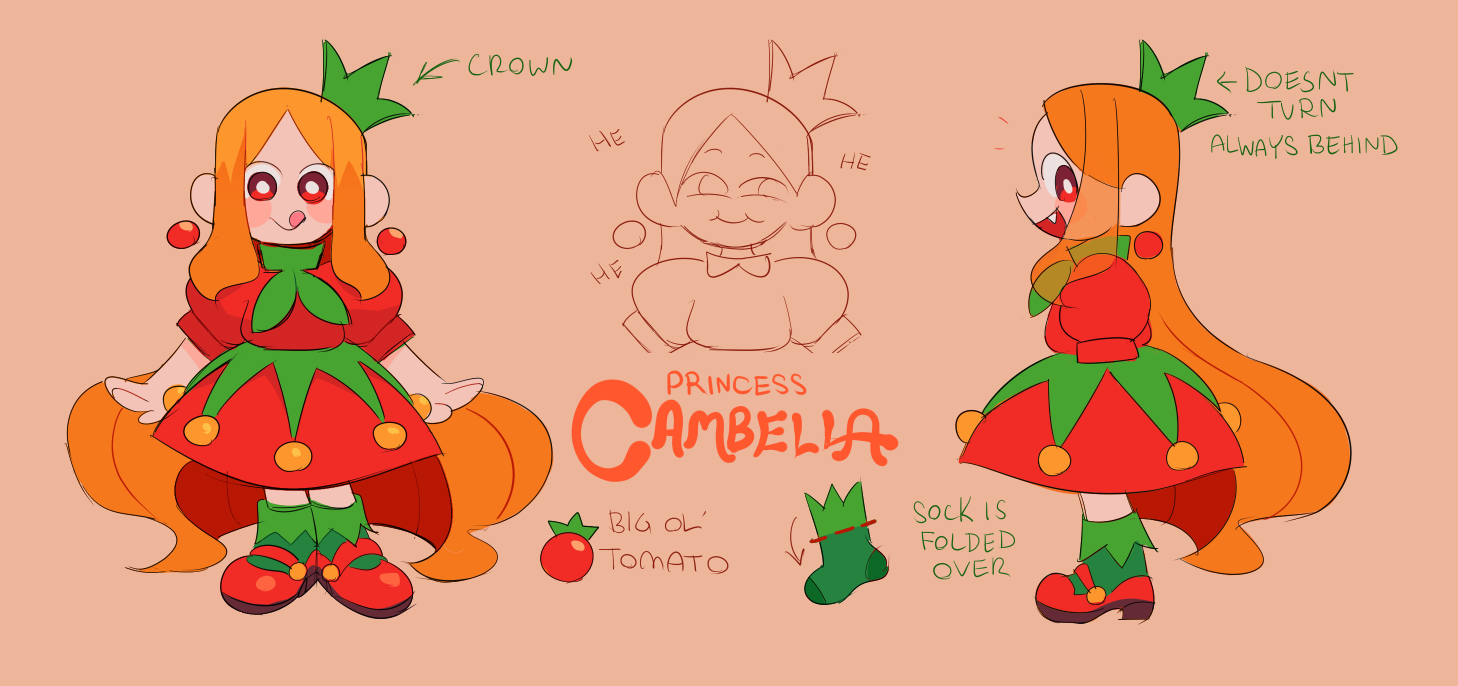 CROWN
HE
HE
HE
← DOESNT
TURN
ALWAYS BEHIND
PRINCESS
CAMBELLA
BIG OL'
TOMATO
SOCK IS
FOLDED
OVER